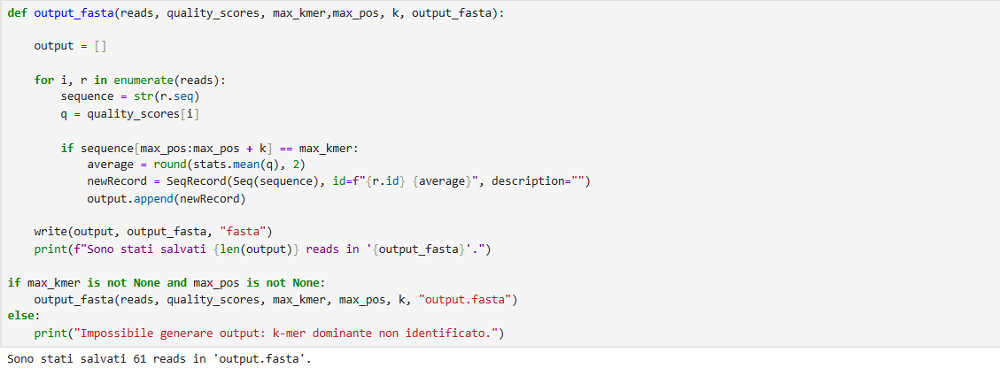 def output_fasta(reads, quality_scores, max_kmer,max_pos, k, output_fasta):
    output = []
    for i, r in enumerate(reads):
        sequence = str(r.seq)
        q = quality_scores[i]
        if sequence[max_pos:max_pos + k] == max_kmer:
            average = round(stats.mean(q), 2)
            newRecord = SeqRecord(Seq(sequence), id=f"{r.id} {average}", description="")
            output.append(newRecord)
    write(output, output_fasta, "fasta")
    print(f"Sono stati salvati {len(output)} reads in '{output_fasta}'.")
if max_kmer is not None and max_pos is not None:
    output_fasta(reads, quality_scores, max_kmer, max_pos, k, "output.fasta")
else:
    print("Impossibile generare output: k-mer dominante non identificato.")
Sono stati salvati 61 reads in 'output.fasta'.